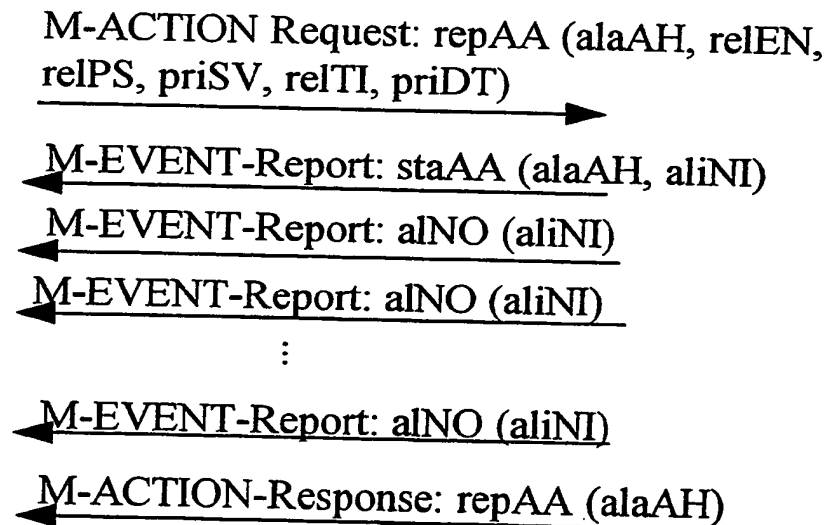 M-ACTION Request: repAA (alaAH, relEN,
relPS, priSV, relTI, priDT)
M-EVENT-Report: staAA (alaAH, aliNI)
M-EVENT-Report: alNO (aliNI)
M-EVENT-Report: alNO (aliNI)
⋮
M-EVENT-Report: alNO (aliNI)
M-ACTION-Response: repAA (alaAH)